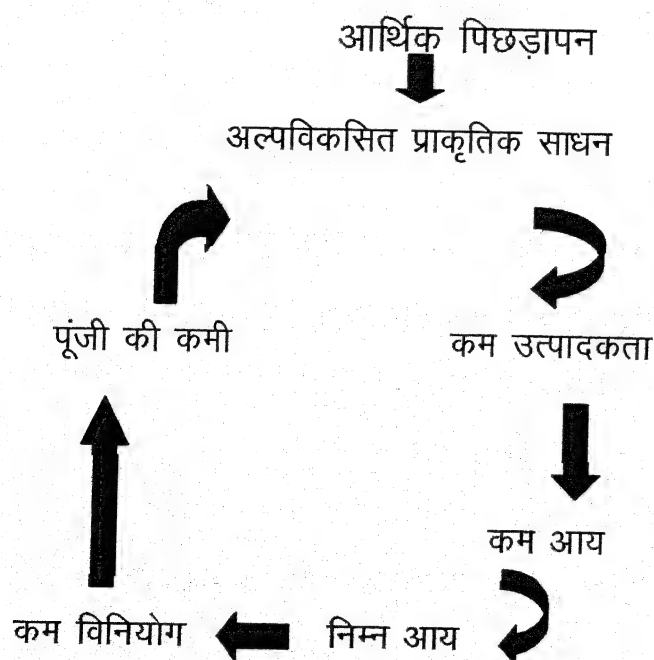 आर्थिक पिछड़ापन
अल्पविकसित प्राकृतिक साधन
पूंजी की कमी
कम उत्पादकता
कम आय
कम विनियोग
निम्न आय